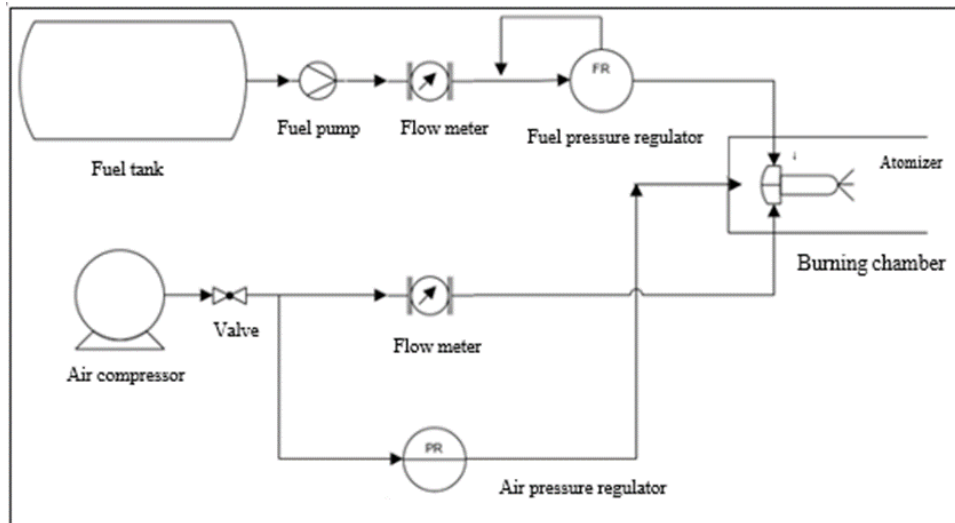 FR
Fuel pump
Flow meter
Fuel pressure regulator
Fuel tank
Atomizer
Burning chamber
Valve
Flow meter
Air compressor
PR
Air pressure regulator